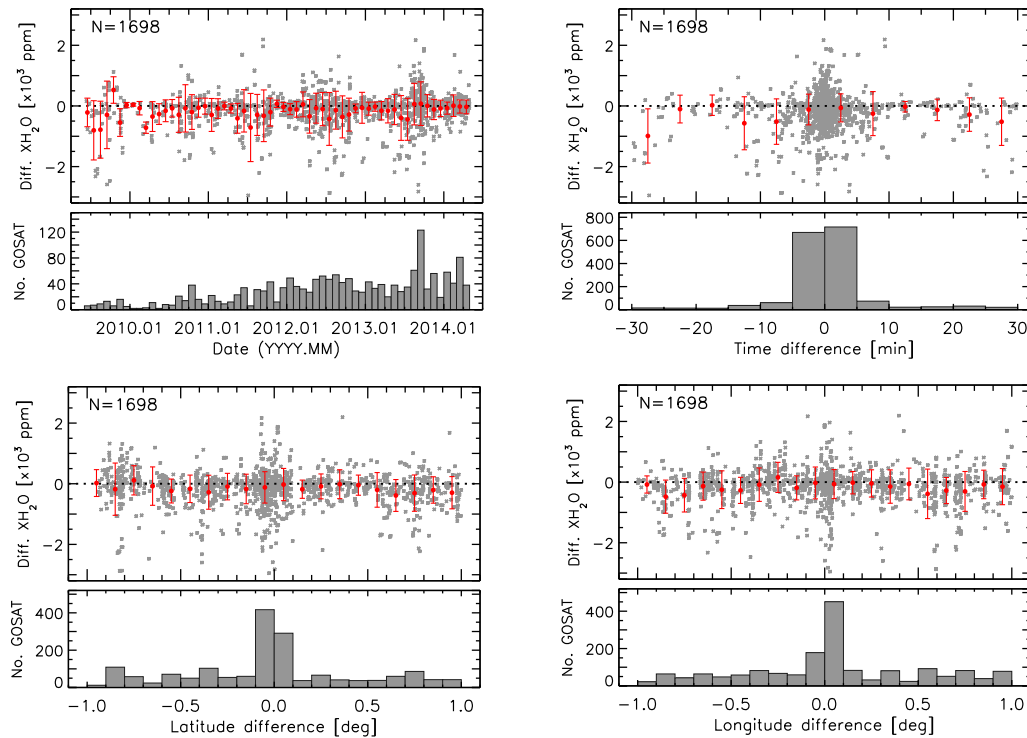 N=1698
Diff. XH₂O [x10³ ppm]
2
0
−2
No. GOSAT
120
80
40
0
2010.01 2011.01 2012.01 2013.01 2014.01
Date (YYYY.MM)
N=1698
Diff. XH₂O [x10³ ppm]
2
0
−2
No. GOSAT
800
600
400
200
0
−30 −20 −10 0 10 20 30
Time difference [min]
N=1698
Diff. XH₂O [x10³ ppm]
2
0
−2
No. GOSAT
400
200
0
−1.0 −0.5 0.0 0.5 1.0
Latitude difference [deg]
N=1698
Diff. XH₂O [x10³ ppm]
2
0
−2
No. GOSAT
400
200
0
−1.0 −0.5 0.0 0.5 1.0
Longitude difference [deg]